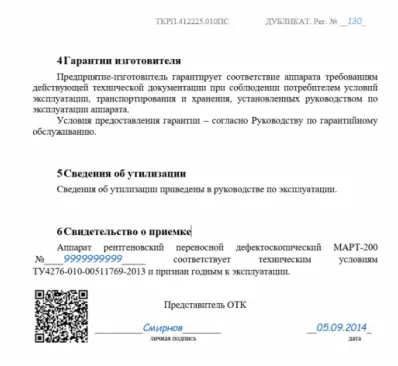 ТКРП.412225.010ПС ДУБЛИКАТ. Рег. № __130__
4 Гарантии изготовителя
Предприятие-изготовитель гарантирует соответствие аппарата требованиям
действующей технической документации при соблюдении потребителем условий
эксплуатации, транспортирования и хранения, установленных руководством по
эксплуатации аппарата.
Условия предоставления гарантии – согласно Руководству по гарантийному
обслуживанию.
5 Сведения об утилизации
Сведения об утилизации приведены в руководстве по эксплуатации.
6 Свидетельство о приемке
Аппарат рентгеновский переносной дефектоскопический МАРТ-200
№____9999999999____ соответствует техническим условиям
ТУ4276-010-00511769-2013 и признан годным к эксплуатации.
Представитель ОТК
Смирнов 05.09.2014
личная подпись дата